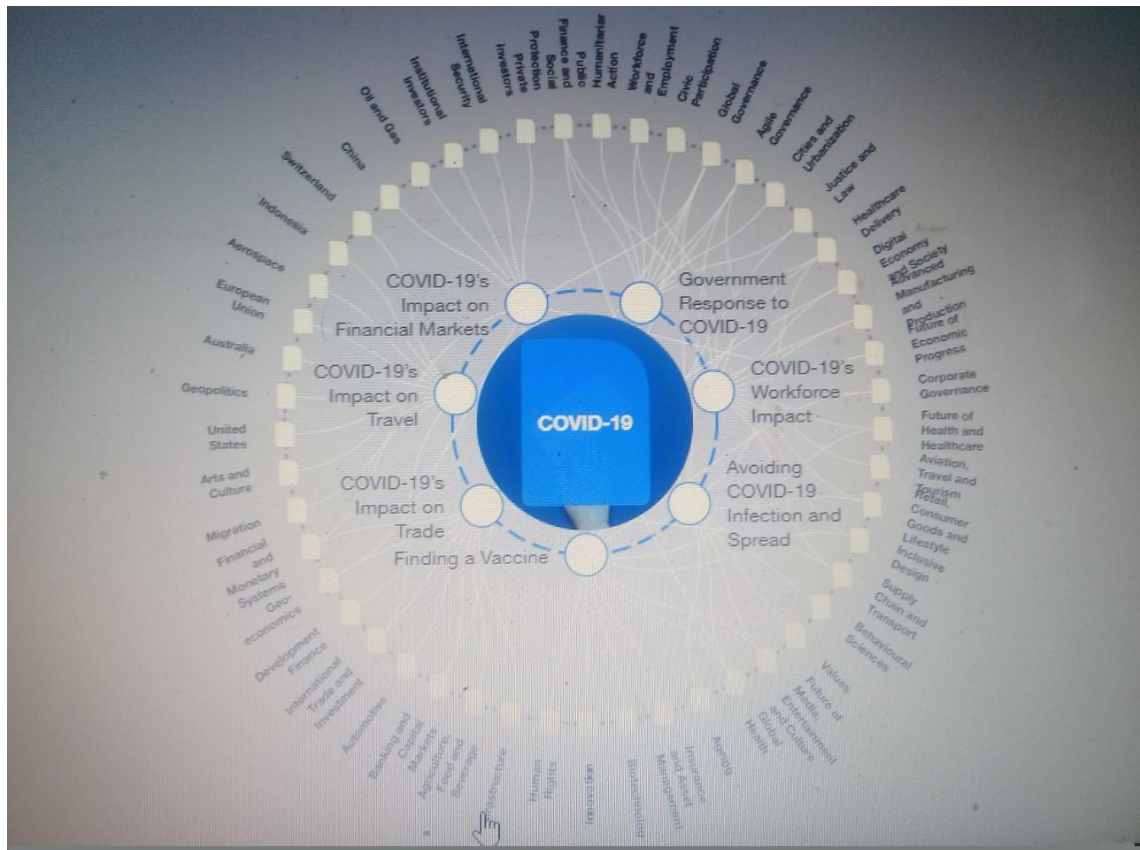 COVID-19
COVID-19's
Impact on
Financial Markets
Government
Response to
COVID-19
COVID-19's
Workforce
Impact
Avoiding
COVID-19
Infection and
Spread
Finding a Vaccine
COVID-19's
Impact on
Trade
COVID-19's
Impact on
Travel
Public
Finance and
Social
Protection
Humanitarian
Action
Workforce
and
Employment
Civic
Participation
Global
Governance
Agile
Governance
Cities and
Urbanization
Justice and
Law
Healthcare
Delivery
Digital
Economy
and Society
Advanced
Manufacturing
and
Production
Future of
Economic
Progress
Corporate
Governance
Future of
Health and
Healthcare
Aviation,
Travel and
Tourism
Retail,
Consumer
Goods and
Lifestyle
Inclusive
Design
Supply
Chain and
Transport
Behavioural
Sciences
Values
Future of
Media,
Entertainment
and Culture
Global
Health
Ageing
Insurance
and Asset
Management
Biotechnolog
Innovation
Human
Rights
frastructure
Agriculture,
Food and
Beverage
Banking and
Capital
Markets
Automotive
International
Trade and
Investment
Development
Finance
Geo-
economics
Financial
and
Monetary
Systems
Migration
Arts and
Culture
United
States
Geopolitics
Australia
European
Union
Aerospace
Indonesia
Switzerland
China
Oil and Gas
Institutional
Investors
International
Security
Private
Investors